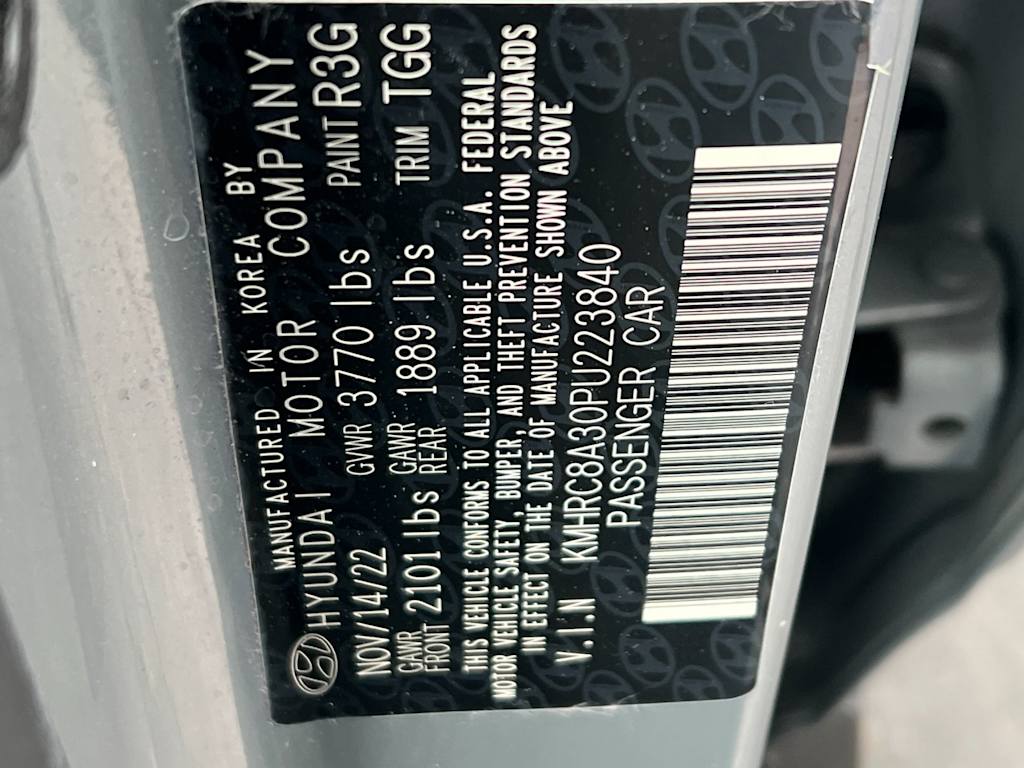 MANUFACTURED IN KOREA BY
HYUNDAI MOTOR COMPANY
NOV/14/22 GVWR 3770 lbs PAINT R3G
GAWR FRONT 2101 lbs GAWR REAR 1889 lbs TRIM TGG
THIS VEHICLE CONFORMS TO ALL APPLICABLE U.S.A. FEDERAL
MOTOR VEHICLE SAFETY, BUMPER, AND THEFT PREVENTION STANDARDS
IN EFFECT ON THE DATE OF MANUFACTURE SHOWN ABOVE
V.I.N KMHRC8A30PU223840
PASSENGER CAR